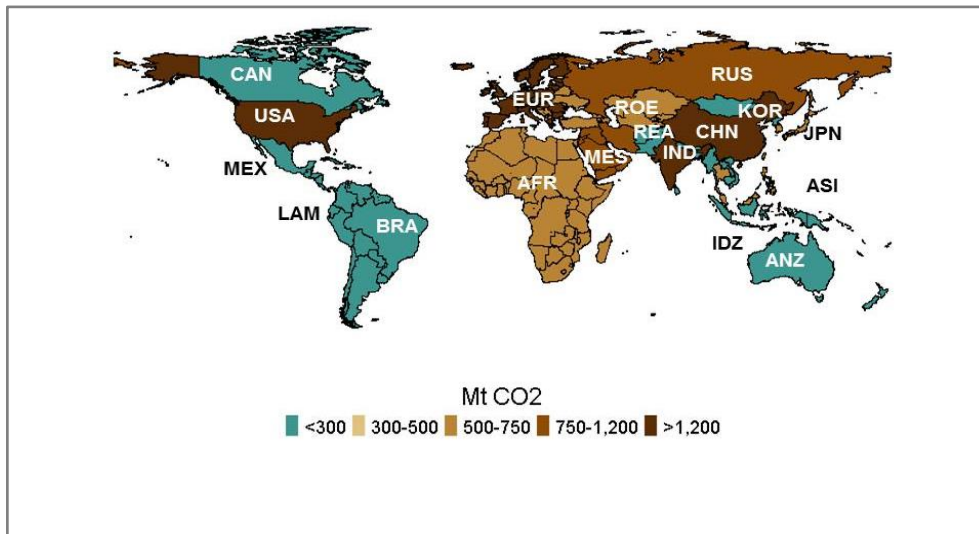 CAN
RUS
EUR
USA
ROE
KOR
REA
CHN
JPN
MEX
MES
IND
AFR
ASI
LAM
BRA
IDZ
ANZ
Mt CO2
<300 300-500 500-750 750-1,200 >1,200